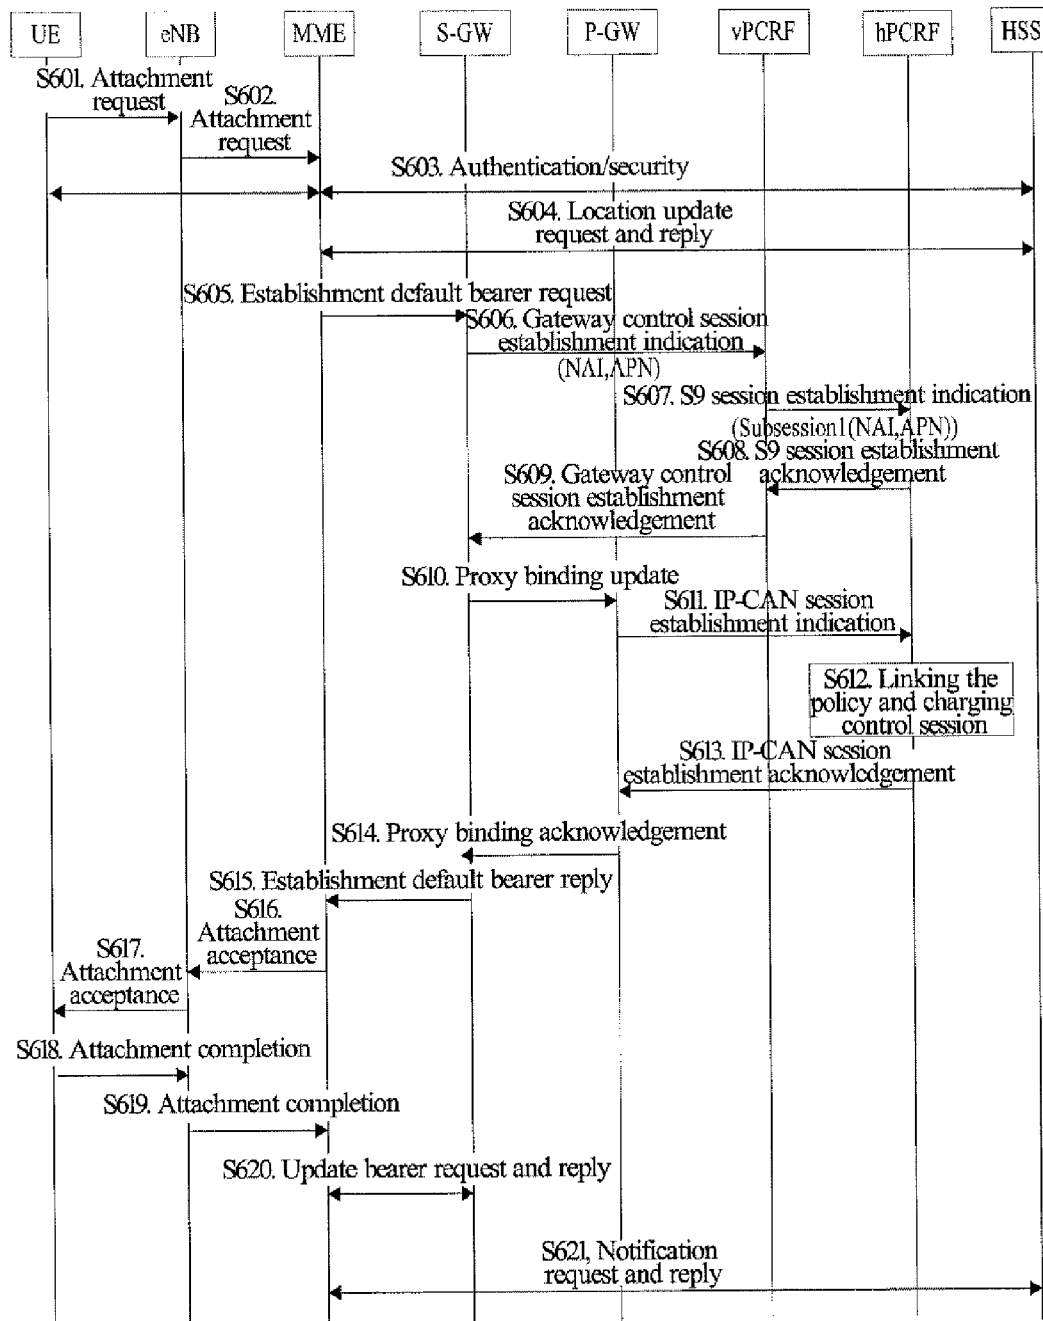 UE eNB MME S-GW P-GW vPCRF hPCRF HSS
S601. Attachment
request
S602.
Attachment
request
S603. Authentication/security
S604. Location update
request and reply
S605. Establishment default bearer request
S606. Gateway control session
establishment indication
(NAI,APN)
S607. S9 session establishment indication
(Subsession1(NAI,APN))
S608. S9 session establishment
acknowledgement
S609. Gateway control
session establishment
acknowledgement
S610. Proxy binding update
S611. IP-CAN session
establishment indication
S612. Linking the
policy and charging
control session
S613. IP-CAN session
establishment acknowledgement
S614. Proxy binding acknowledgement
S615. Establishment default bearer reply
S616.
Attachment
acceptance
S617.
Attachment
acceptance
S618. Attachment completion
S619. Attachment completion
S620. Update bearer request and reply
S621, Notification
request and reply